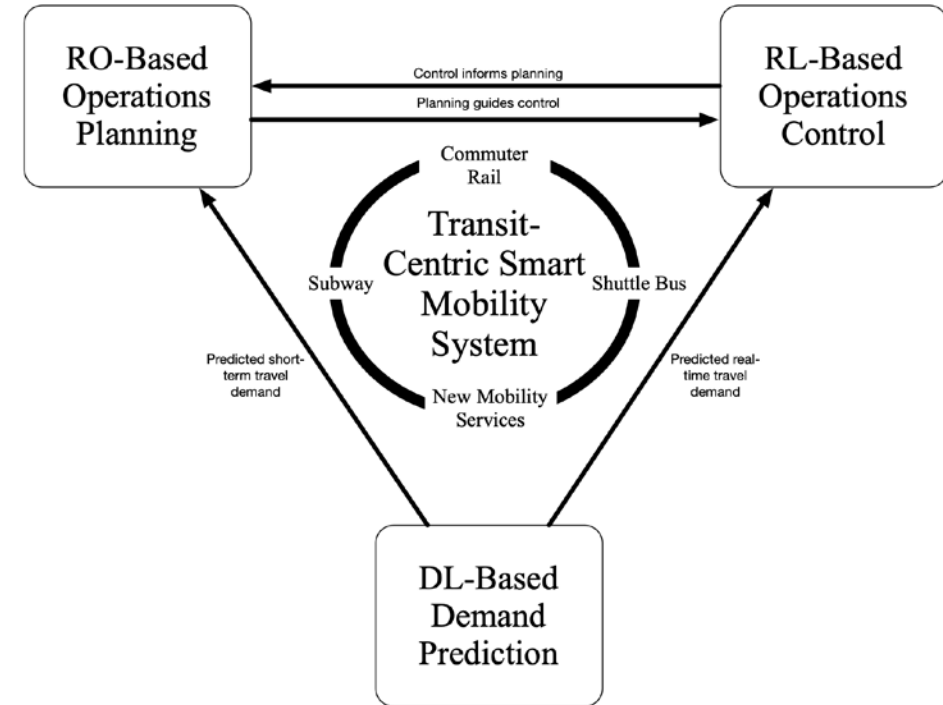 RO-Based
Operations
Planning
RL-Based
Operations
Control
Control informs planning
Planning guides control
Commuter
Rail
Transit-
Centric Smart
Mobility
System
Subway
Shuttle Bus
New Mobility
Services
Predicted short-
term travel
demand
Predicted real-
time travel
demand
DL-Based
Demand
Prediction